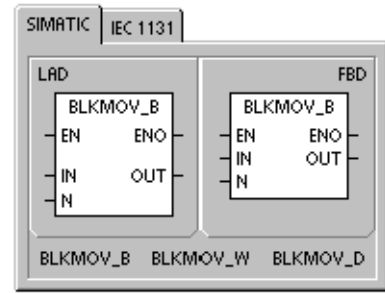 SIMATIC IEC 1131
LAD FBD
BLKMOV_B BLKMOV_B
EN ENO EN ENO
IN OUT IN OUT
N N
BLKMOV_B BLKMOV_W BLKMOV_D